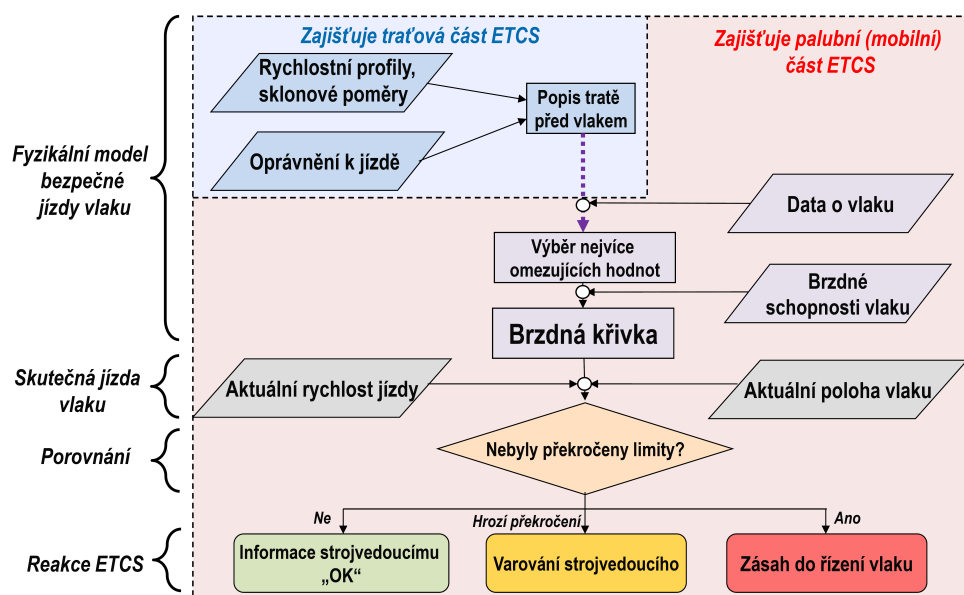 Zajišťuje traťová část ETCS
Zajišťuje palubní (mobilní)
část ETCS
Rychlostní profily,
sklonové poměry
Popis tratě
před vlakem
Oprávnění k jízdě
Fyzikální model
bezpečné
jízdy vlaku
Data o vlaku
Výběr nejvíce
omezujících hodnot
Brzdné
schopnosti vlaku
Brzdná křivka
Skutečná jízda
vlaku
Aktuální rychlost jízdy
Aktuální poloha vlaku
Porovnání
Nebyly překročeny limity?
Ne
Hrozí překročení
Ano
Reakce ETCS
Informace strojvedoucímu
„OK“
Varování strojvedoucího
Zásah do řízení vlaku